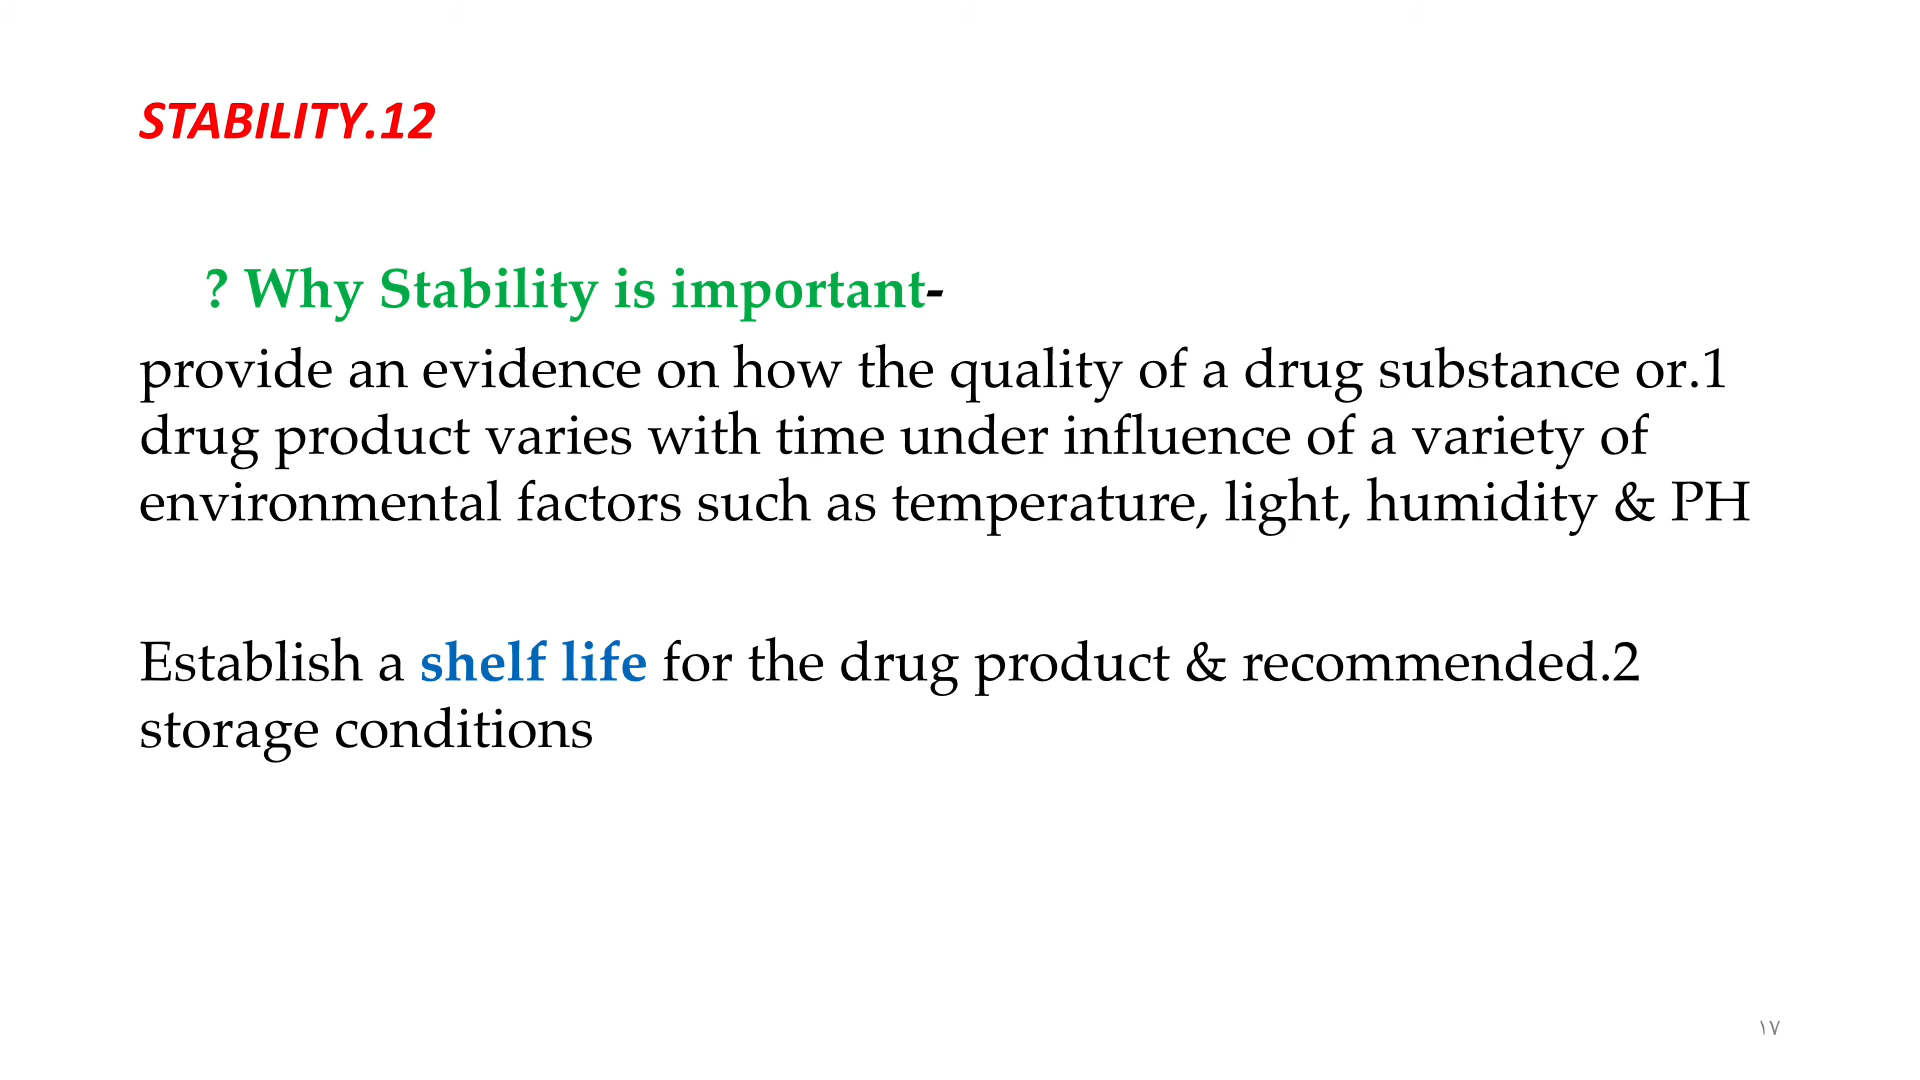 STABILITY.12
? Why Stability is important-
provide an evidence on how the quality of a drug substance or.1
drug product varies with time under influence of a variety of
environmental factors such as temperature, light, humidity & PH
Establish a shelf life for the drug product & recommended.2
storage conditions
١٧